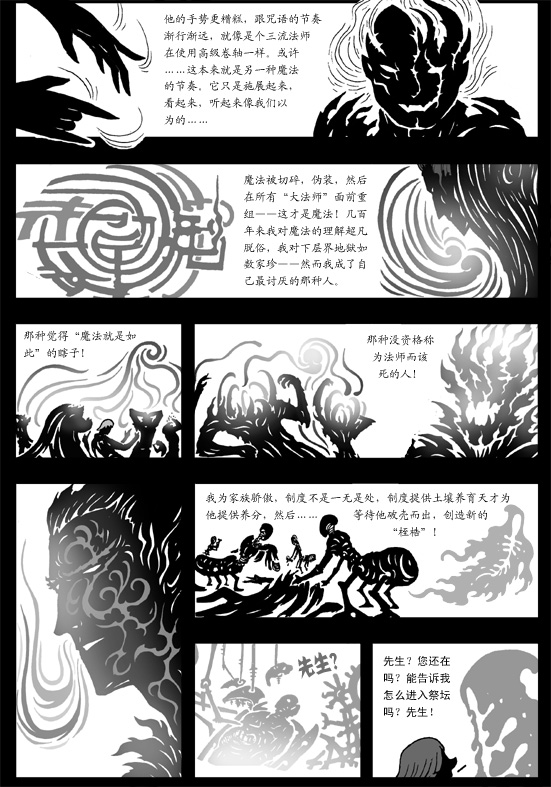 他的手势更糟糕，跟咒语的节奏
渐行渐远，就像是个三流法师
在使用高级卷轴一样。或许
……这本来就是另一种魔法
的节奏。它只是施展起来，
看起来，听起来像我们以
为的……
魔法被切碎，伪装，然后
在所有“大法师”面前重
组——这才是魔法！几百
年来我对魔法的理解超凡
脱俗，我对下层界地狱如
数家珍——然而我成了自
己最讨厌的那种人。
那种觉得“魔法就是如
此”的瞎子！
那种没资格称
为法师而该
死的人！
我为家族骄傲，制度不是一无是处，制度提供土壤养育天才为
他提供养分，然后…… 等待他破壳而出，创造新的
“桎梏”！
先生？
先生？您还在
吗？能告诉我
怎么进入祭坛
吗？先生！